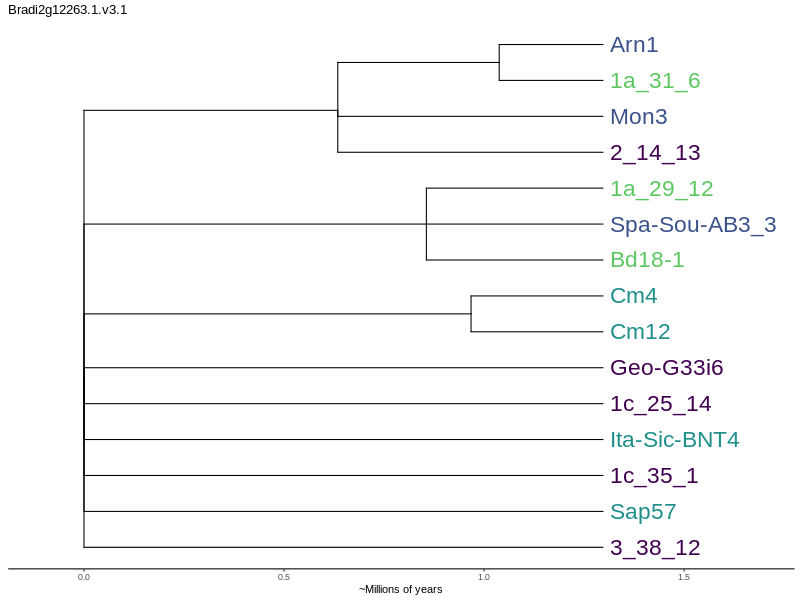 Bradi2g12263.1.v3.1
Arn1
1a_31_6
Mon3
2_14_13
1a_29_12
Spa-Sou-AB3_3
Bd18-1
Cm4
Cm12
Geo-G33i6
1c_25_14
Ita-Sic-BNT4
1c_35_1
Sap57
3_38_12
0.0 0.5 1.0 1.5
~Millions of years